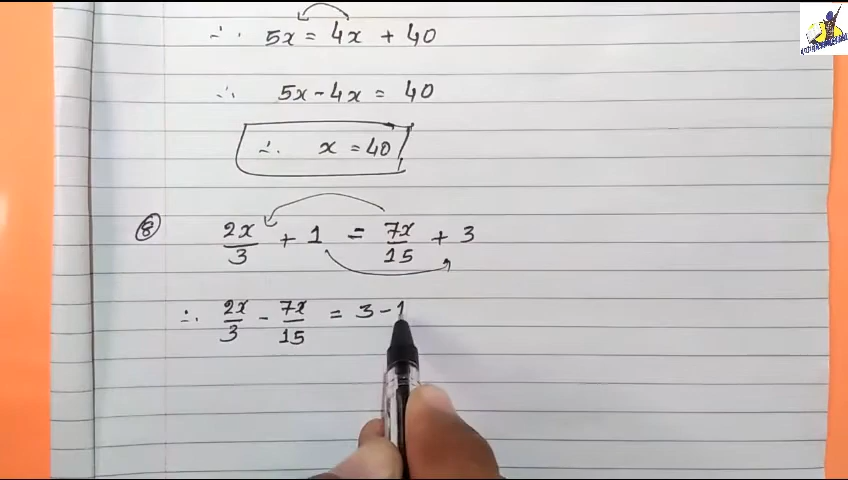 ∴ 5x = 4x + 40
∴ 5x - 4x = 40
∴ x = 40
⑧ 2x/3 + 1 = 7x/15 + 3
∴ 2x/3 - 7x/15 = 3 - 1